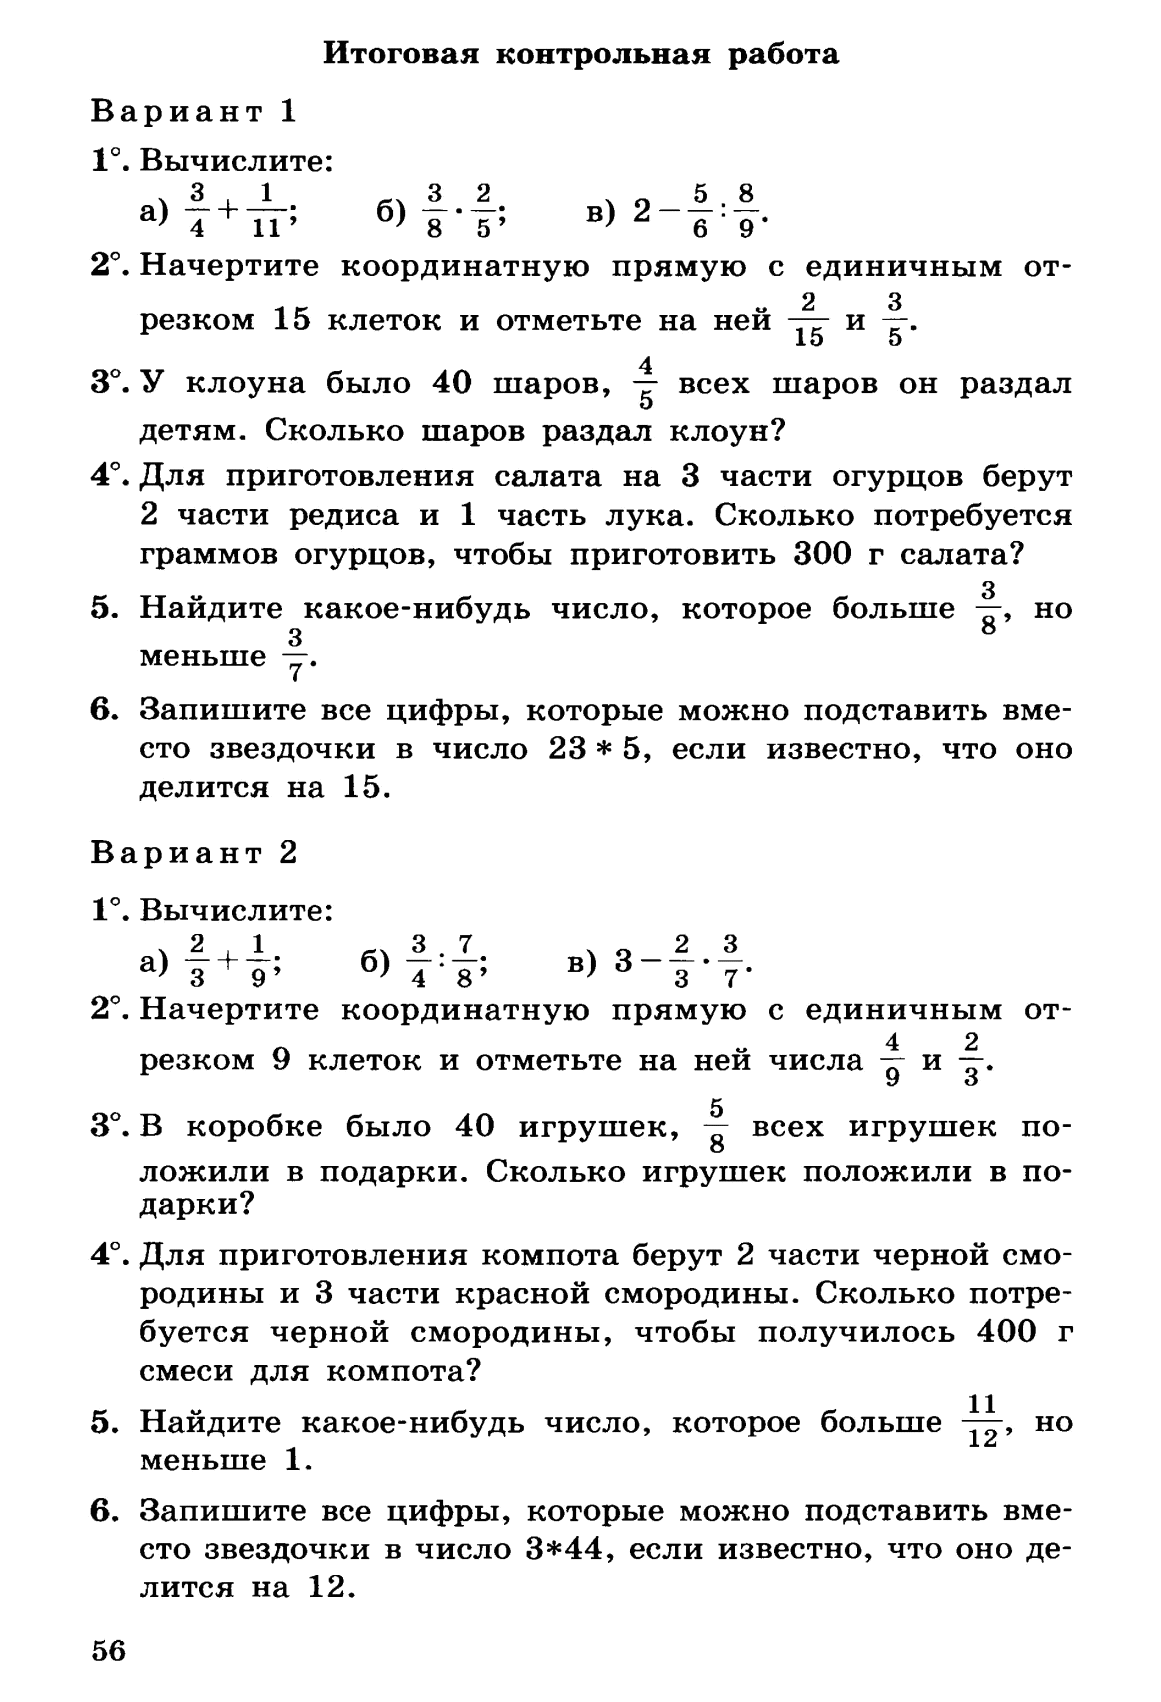 Итоговая контрольная работа
Вариант 1
1°. Вычислите:
а) 3/4 + 1/11; б) 3/8 · 2/5; в) 2 − 5/6 : 8/9.
2°. Начертите координатную прямую с единичным от-
резком 15 клеток и отметьте на ней 2/15 и 3/5.
3°. У клоуна было 40 шаров, 4/5 всех шаров он раздал
детям. Сколько шаров раздал клоун?
4°. Для приготовления салата на 3 части огурцов берут
2 части редиса и 1 часть лука. Сколько потребуется
граммов огурцов, чтобы приготовить 300 г салата?
5. Найдите какое-нибудь число, которое больше 3/8, но
меньше 3/7.
6. Запишите все цифры, которые можно подставить вме-
сто звездочки в число 23 * 5, если известно, что оно
делится на 15.
Вариант 2
1°. Вычислите:
а) 2/3 + 1/9; б) 3/4 : 7/8; в) 3 − 2/3 · 3/7.
2°. Начертите координатную прямую с единичным от-
резком 9 клеток и отметьте на ней числа 4/9 и 2/3.
3°. В коробке было 40 игрушек, 5/8 всех игрушек по-
ложили в подарки. Сколько игрушек положили в по-
дарки?
4°. Для приготовления компота берут 2 части черной смо-
родины и 3 части красной смородины. Сколько потре-
буется черной смородины, чтобы получилось 400 г
смеси для компота?
5. Найдите какое-нибудь число, которое больше 11/12, но
меньше 1.
6. Запишите все цифры, которые можно подставить вме-
сто звездочки в число 3*44, если известно, что оно де-
лится на 12.
56